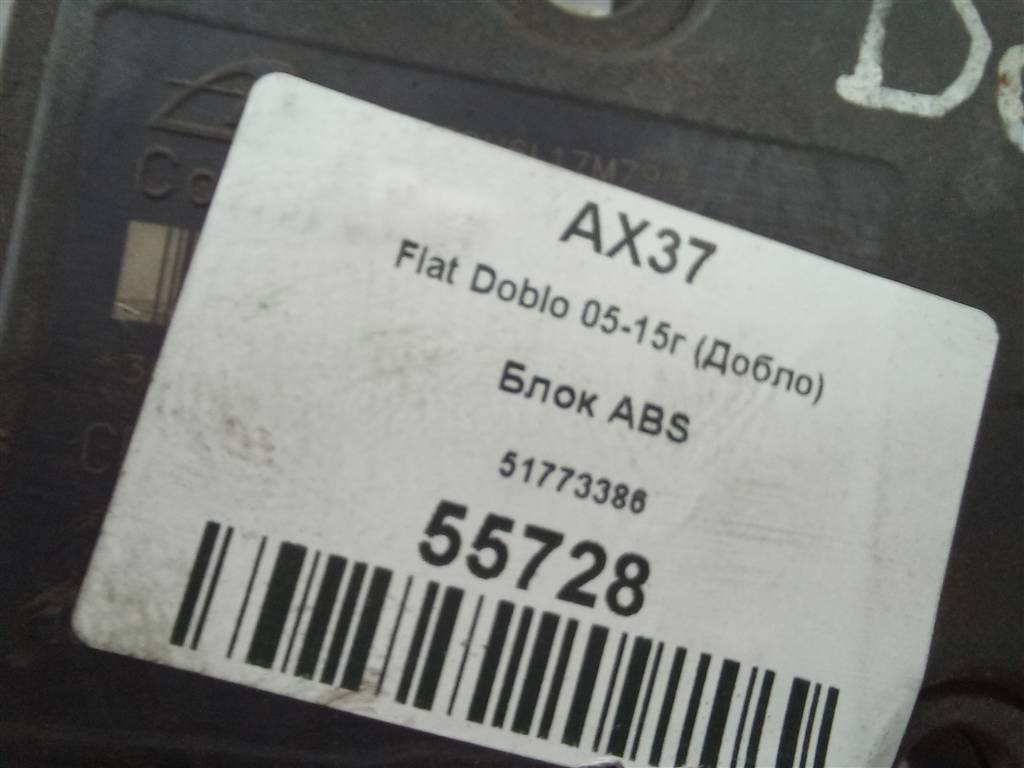 AX37
Fiat Doblo 05-15г (Добло)
Блок ABS
51773386
55728